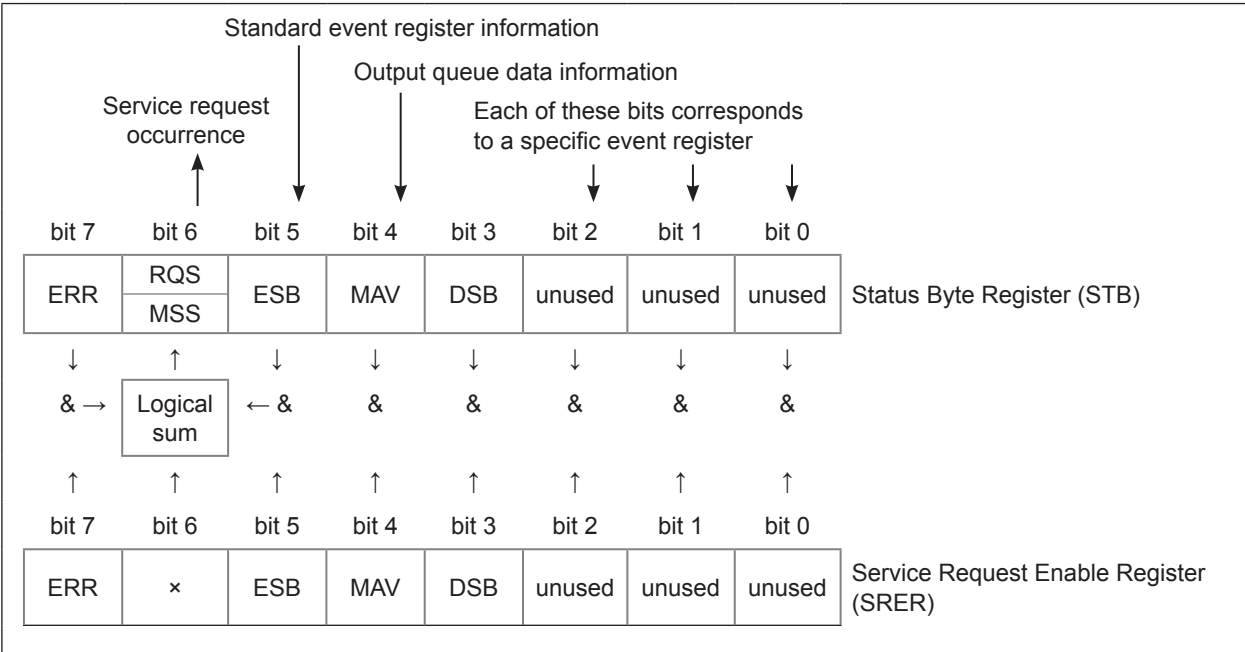 Standard event register information
Output queue data information
Service request
occurrence
Each of these bits corresponds
to a specific event register
bit 7 bit 6 bit 5 bit 4 bit 3 bit 2 bit 1 bit 0
ERR RQS MSS ESB MAV DSB unused unused unused Status Byte Register (STB)
↓ ↑ ↓ ↓ ↓ ↓ ↓ ↓
& → Logical sum ← & & & & & &
↑ ↑ ↑ ↑ ↑ ↑ ↑ ↑
bit 7 bit 6 bit 5 bit 4 bit 3 bit 2 bit 1 bit 0
ERR × ESB MAV DSB unused unused unused Service Request Enable Register
(SRER)